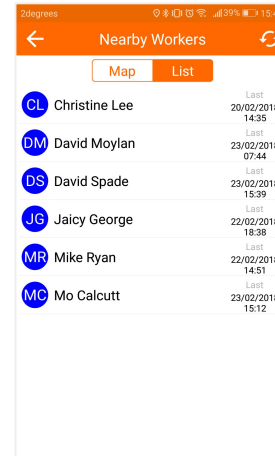 2degrees 39% 15:4
Nearby Workers
Map List
Last
CL Christine Lee 20/02/2018
14:35
Last
DM David Moylan 23/02/2018
07:44
Last
DS David Spade 23/02/2018
15:39
Last
JG Jaicy George 22/02/2018
18:38
Last
MR Mike Ryan 22/02/2018
14:51
Last
MC Mo Calcutt 23/02/2018
15:12